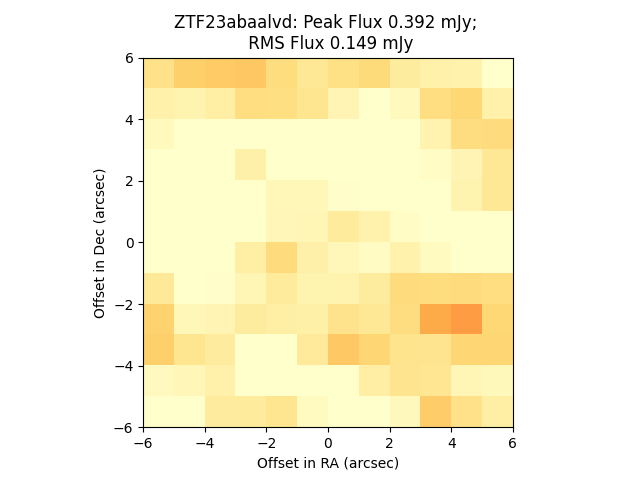 ZTF23abaalvd: Peak Flux 0.392 mJy;
RMS Flux 0.149 mJy
6
4
2
0
−2
−4
−6
Offset in Dec (arcsec)
−6 −4 −2 0 2 4 6
Offset in RA (arcsec)